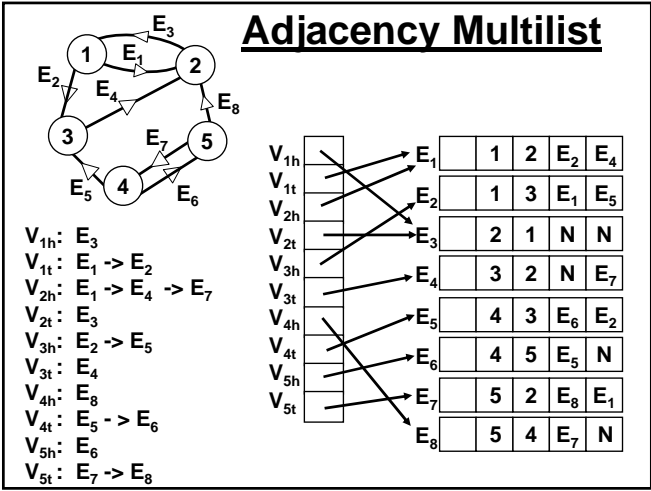 Adjacency Multilist
E3
1
E1
2
E2
E4
E8
3
E7
5
E5
4
E6
V1h: E3
V1t: E1 -> E2
V2h: E1 -> E4 -> E7
V2t: E3
V3h: E2 -> E5
V3t: E4
V4h: E8
V4t: E5 - > E6
V5h: E6
V5t: E7 -> E8
V1h
V1t
V2h
V2t
V3h
V3t
V4h
V4t
V5h
V5t
E1 1 2 E2 E4
E2 1 3 E1 E5
E3 2 1 N N
E4 3 2 N E7
E5 4 3 E6 E2
E6 4 5 E5 N
E7 5 2 E8 E1
E8 5 4 E7 N